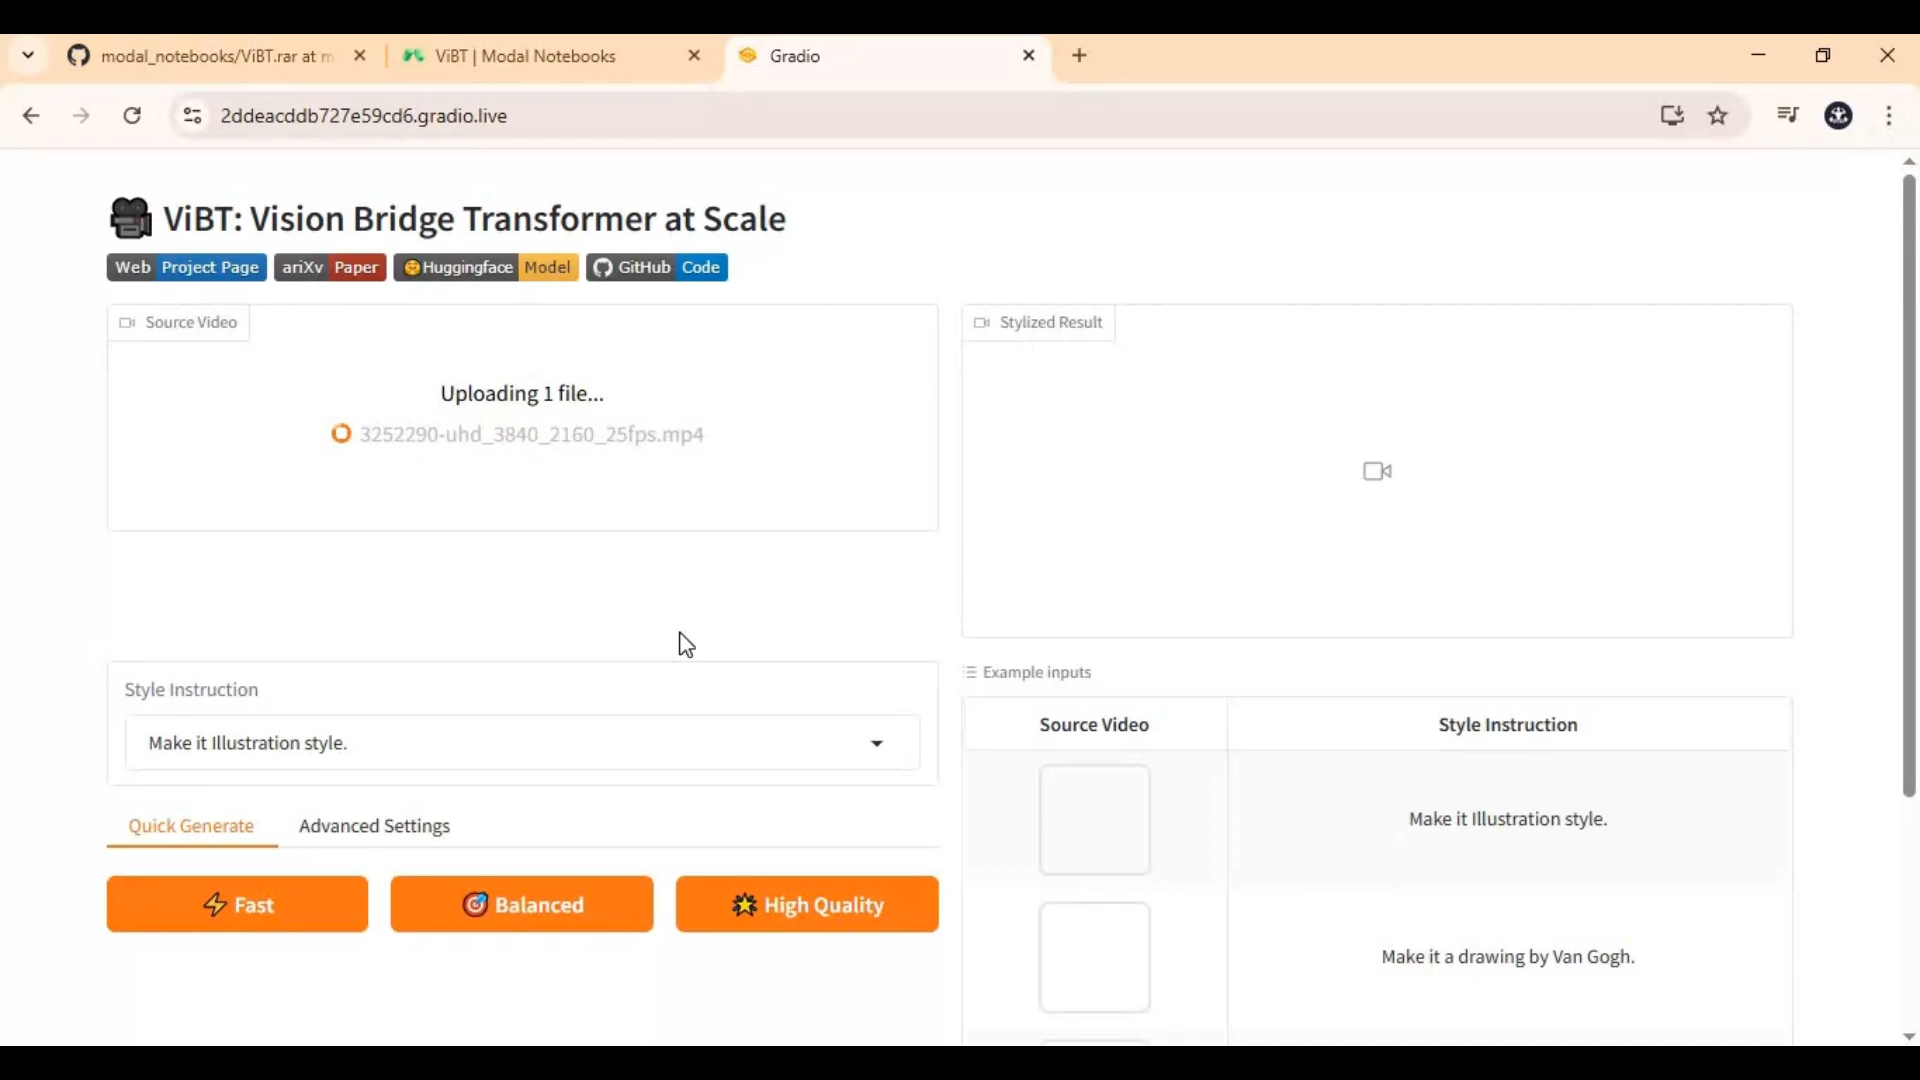 modal_notebooks/ViBT.rar at m
ViBT | Modal Notebooks
Gradio
2ddeacddb727e59cd6.gradio.live
ViBT: Vision Bridge Transformer at Scale
Web Project Page
ariXv Paper
Huggingface Model
GitHub Code
Source Video
Uploading 1 file...
3252290-uhd_3840_2160_25fps.mp4
Stylized Result
Style Instruction
Make it Illustration style.
Quick Generate
Advanced Settings
Fast
Balanced
High Quality
Example inputs
Source Video
Style Instruction
Make it Illustration style.
Make it a drawing by Van Gogh.